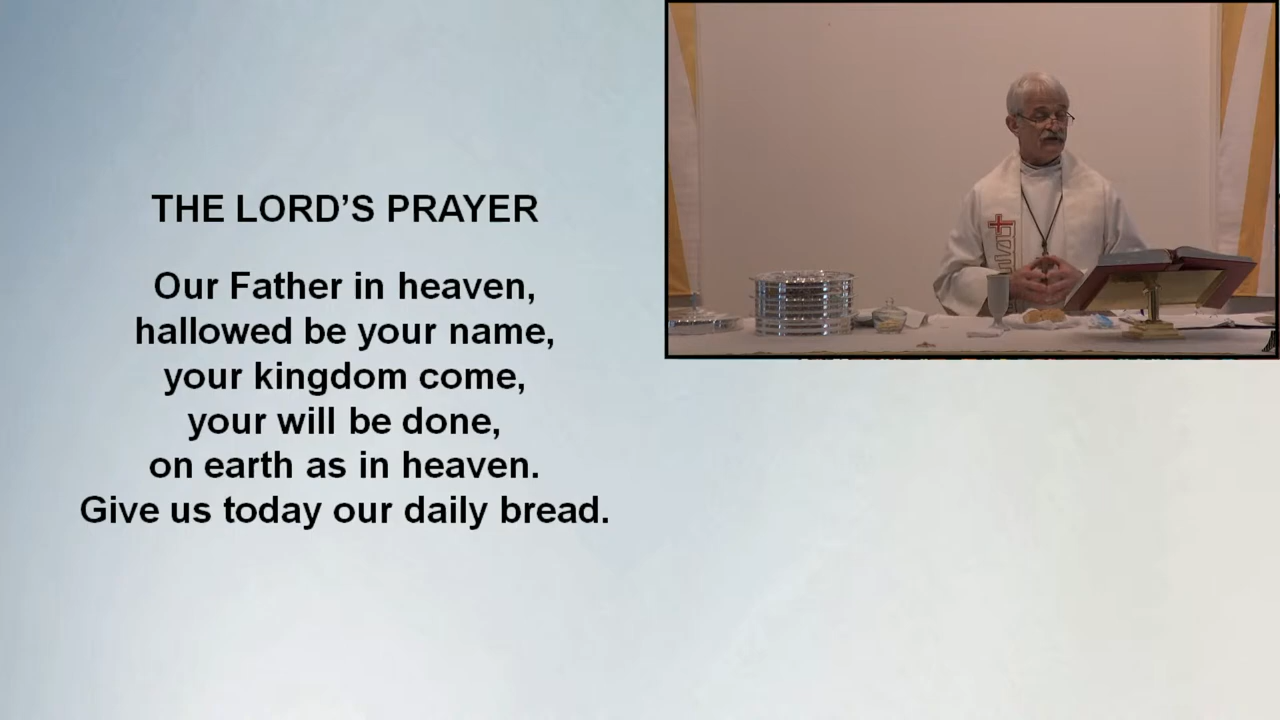 THE LORD'S PRAYER
Our Father in heaven,
hallowed be your name,
your kingdom come,
your will be done,
on earth as in heaven.
Give us today our daily bread.